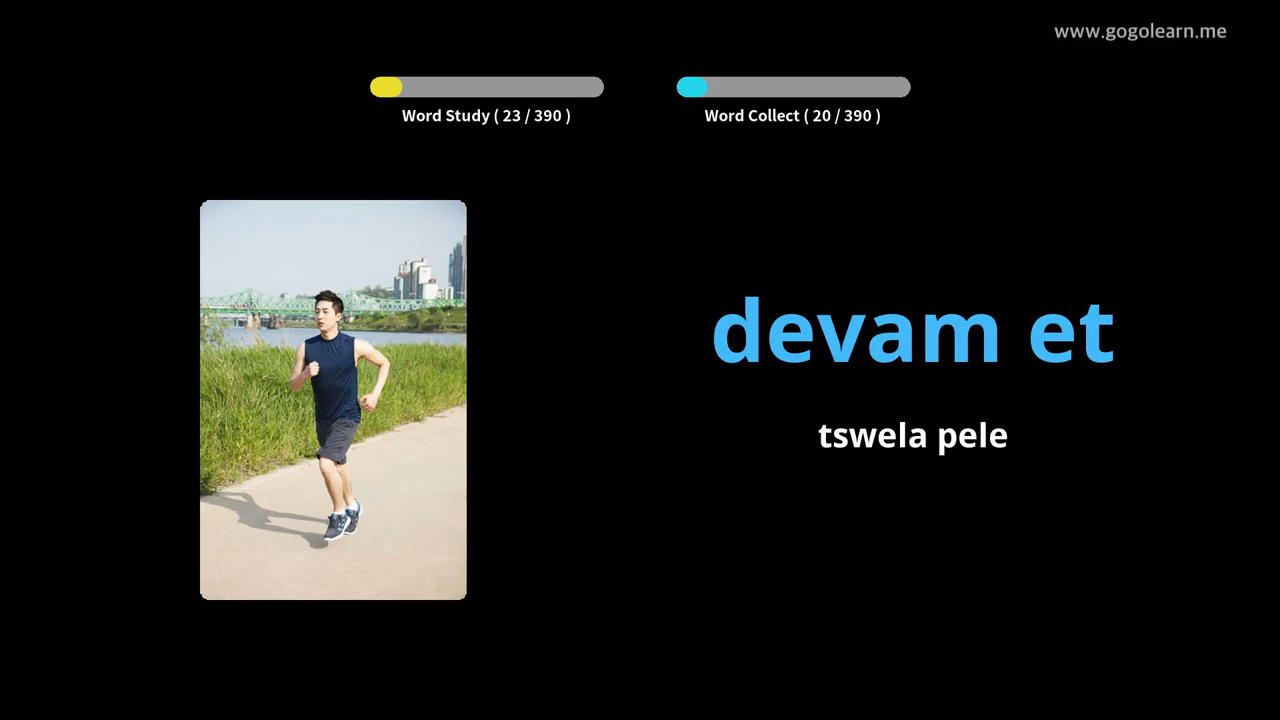 www.gogolearn.me
Word Study ( 23 / 390 )
Word Collect ( 20 / 390 )
devam et
tswela pele